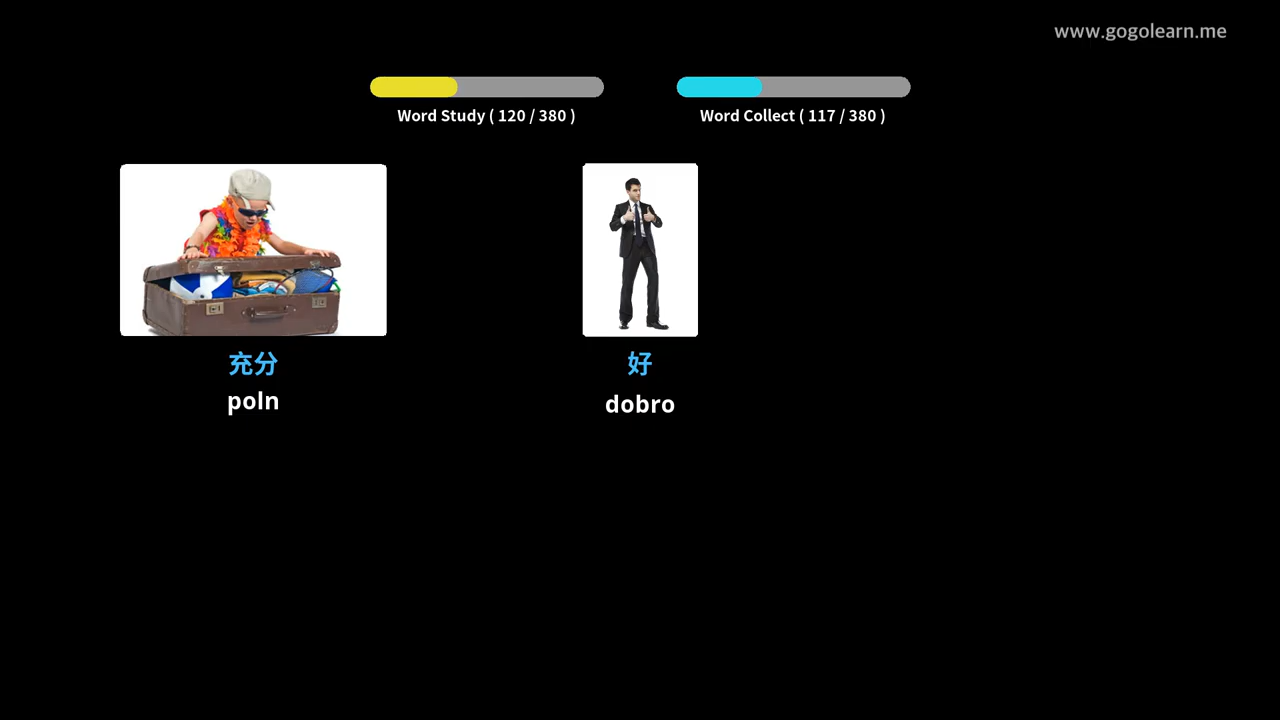 www.gogolearn.me
Word Study ( 120 / 380 )
Word Collect ( 117 / 380 )
充分
poln
好
dobro